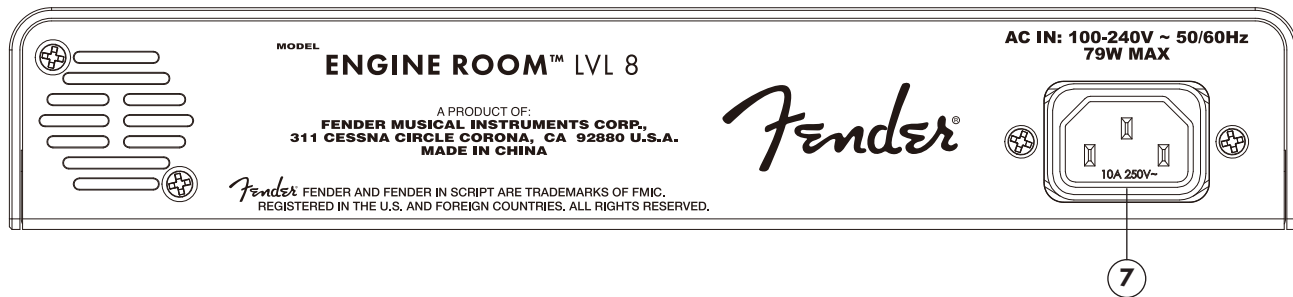 MODEL
ENGINE ROOM™ LVL 8
A PRODUCT OF:
FENDER MUSICAL INSTRUMENTS CORP.,
311 CESSNA CIRCLE CORONA, CA 92880 U.S.A.
MADE IN CHINA
Fender FENDER AND FENDER IN SCRIPT ARE TRADEMARKS OF FMIC.
REGISTERED IN THE U.S. AND FOREIGN COUNTRIES. ALL RIGHTS RESERVED.
Fender®
AC IN: 100-240V ~ 50/60Hz
79W MAX
10A 250V~
7